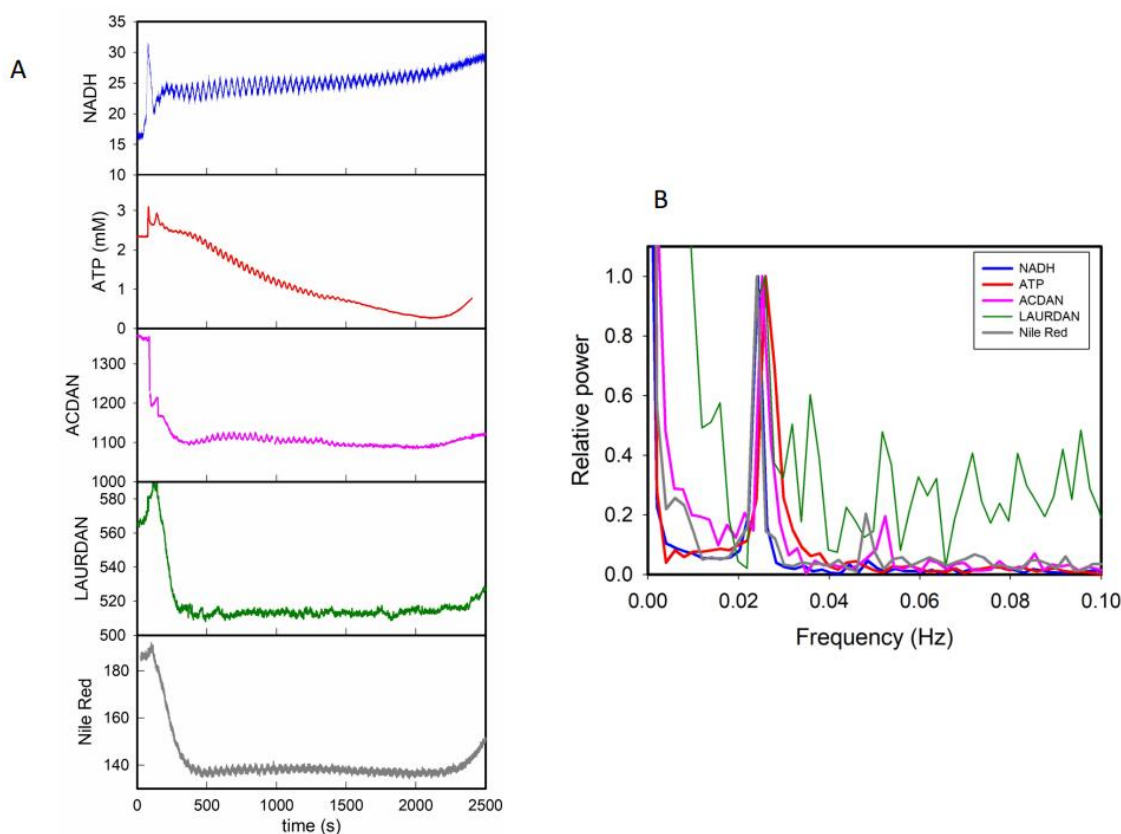 A
NADH
35
30
25
20
15
10
ATP (mM)
3
2
1
0
ACDAN
1300
1200
1100
1000
LAURDAN
580
560
540
520
500
Nile Red
180
160
140
0 500 1000 1500 2000 2500
time (s)
B
Relative power
1.0
0.8
0.6
0.4
0.2
0.0
NADH
ATP
ACDAN
LAURDAN
Nile Red
0.00 0.02 0.04 0.06 0.08 0.10
Frequency (Hz)